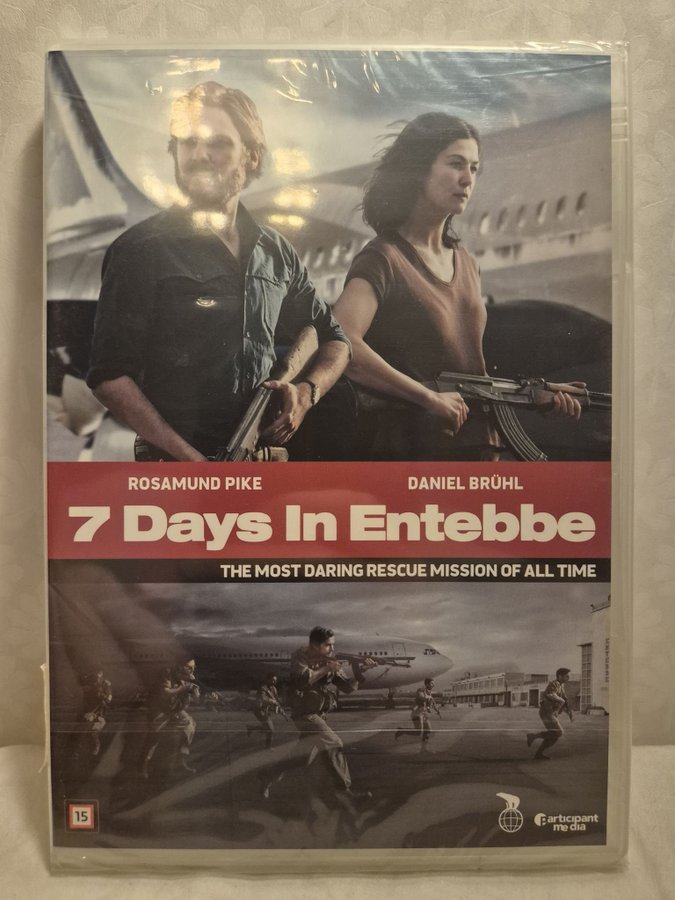 ROSAMUND PIKE DANIEL BRÜHL
7 Days In Entebbe
THE MOST DARING RESCUE MISSION OF ALL TIME
ENTEBBE
15
Participant
media